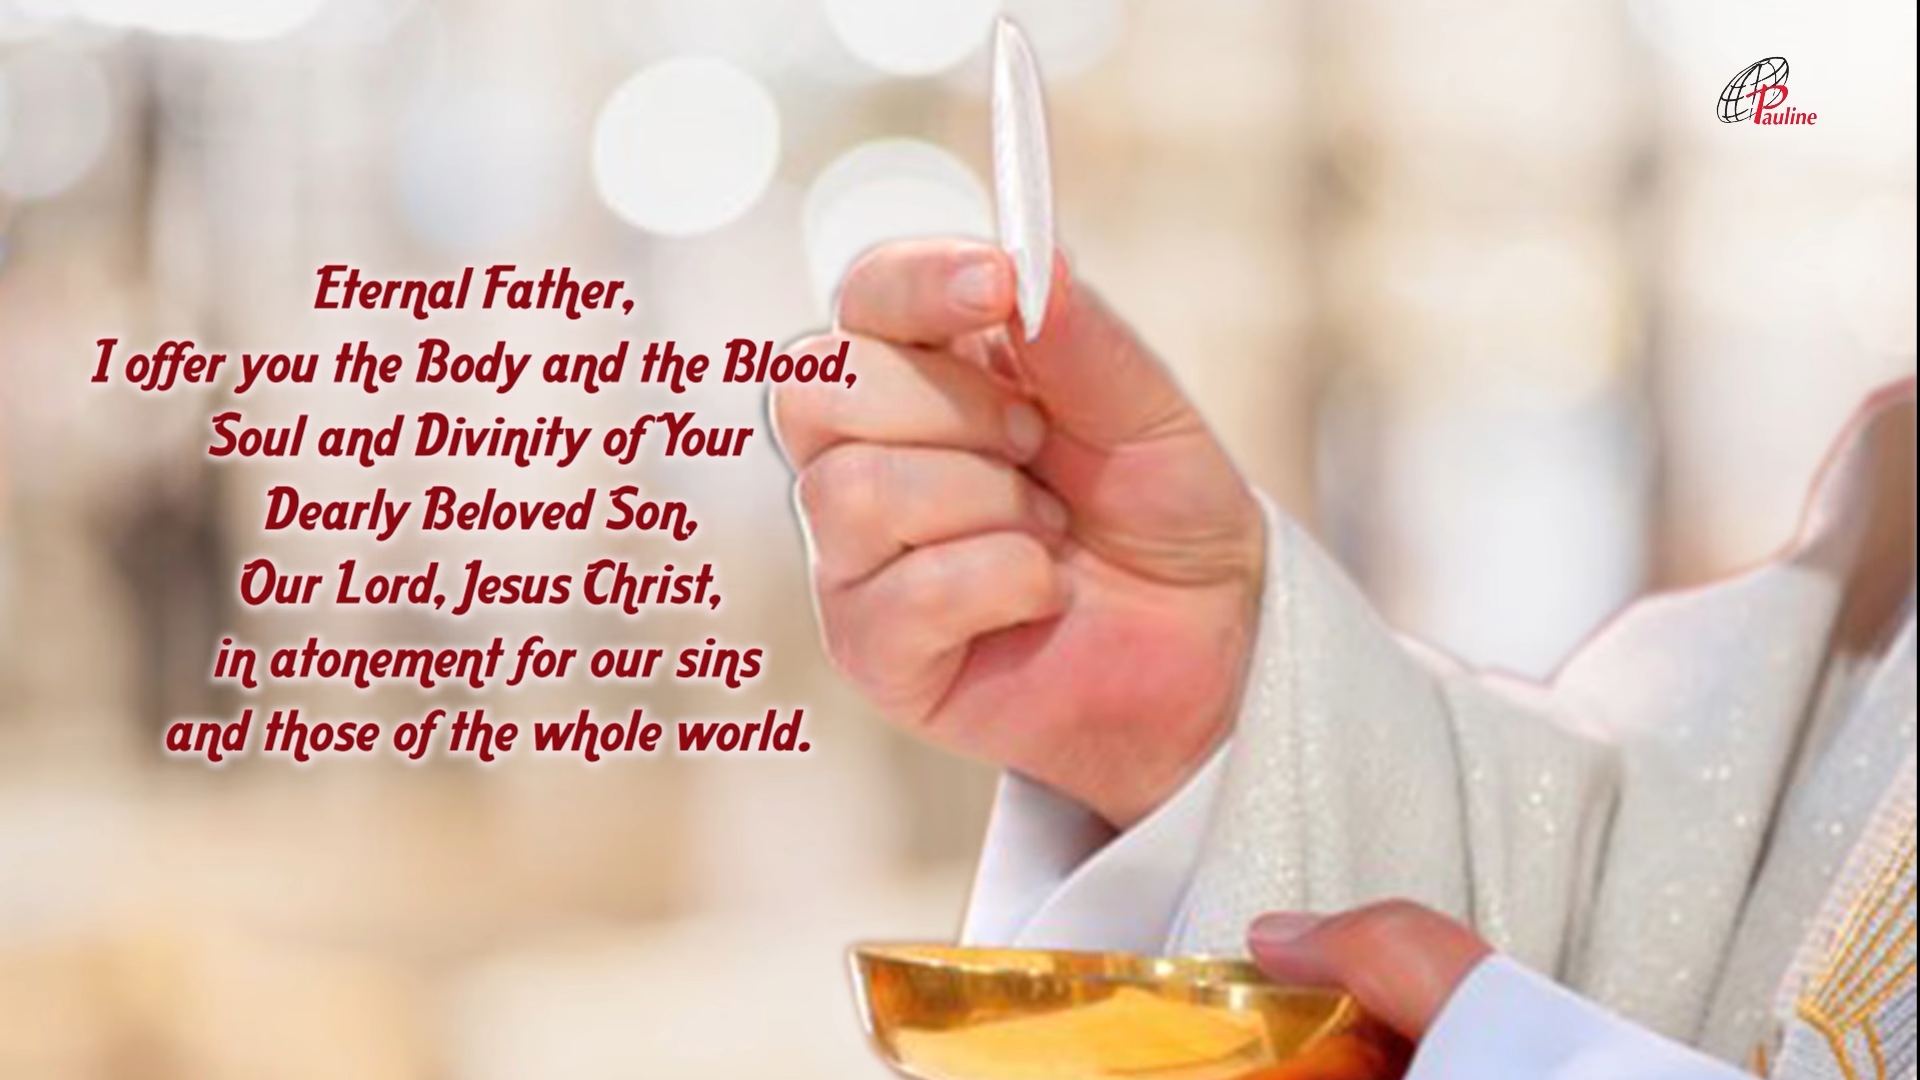 Pauline
Eternal Father,
I offer you the Body and the Blood,
Soul and Divinity of Your
Dearly Beloved Son,
Our Lord, Jesus Christ,
in atonement for our sins
and those of the whole world.